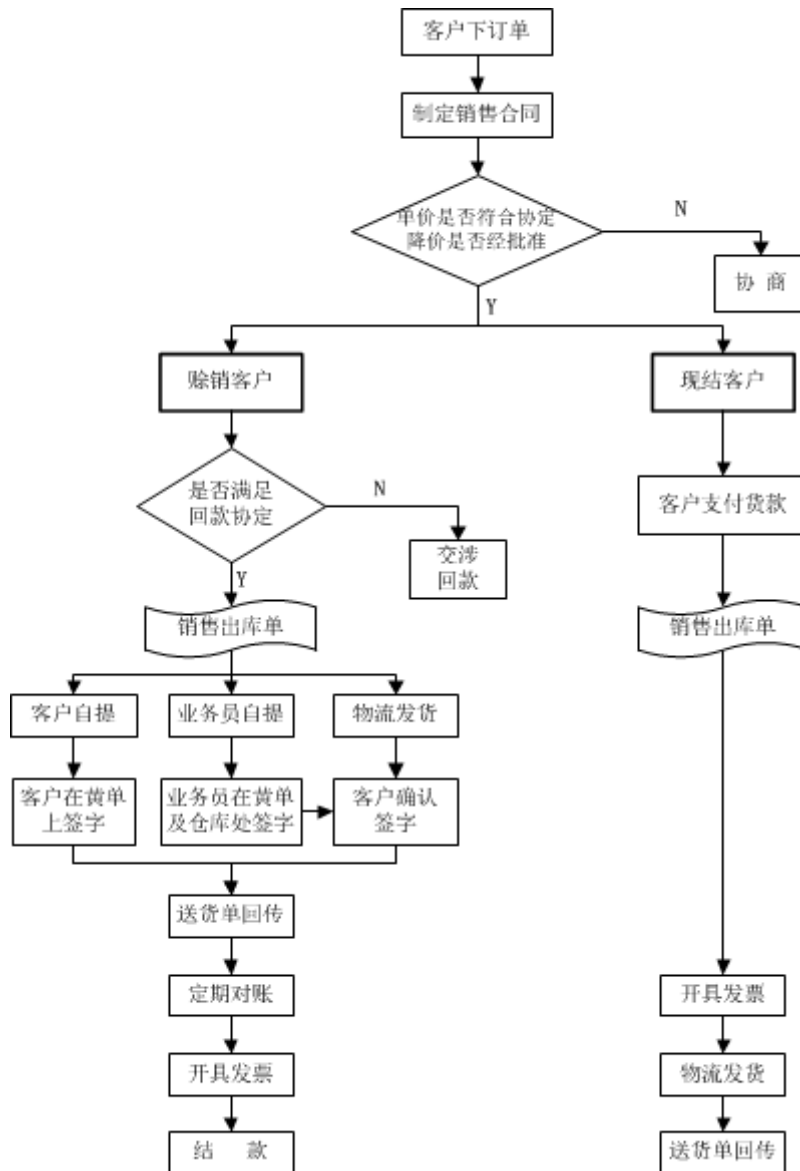 客户下订单
制定销售合同
单价是否符合协定
降价是否经批准
N
协 商
Y
赊销客户
现结客户
是否满足
回款协定
N
客户支付货款
交涉
回款
Y
销售出库单
销售出库单
客户自提
业务员自提
物流发货
客户在黄单
上签字
业务员在黄单
及仓库处签字
客户确认
签字
送货单回传
定期对账
开具发票
开具发票
物流发货
结 款
送货单回传